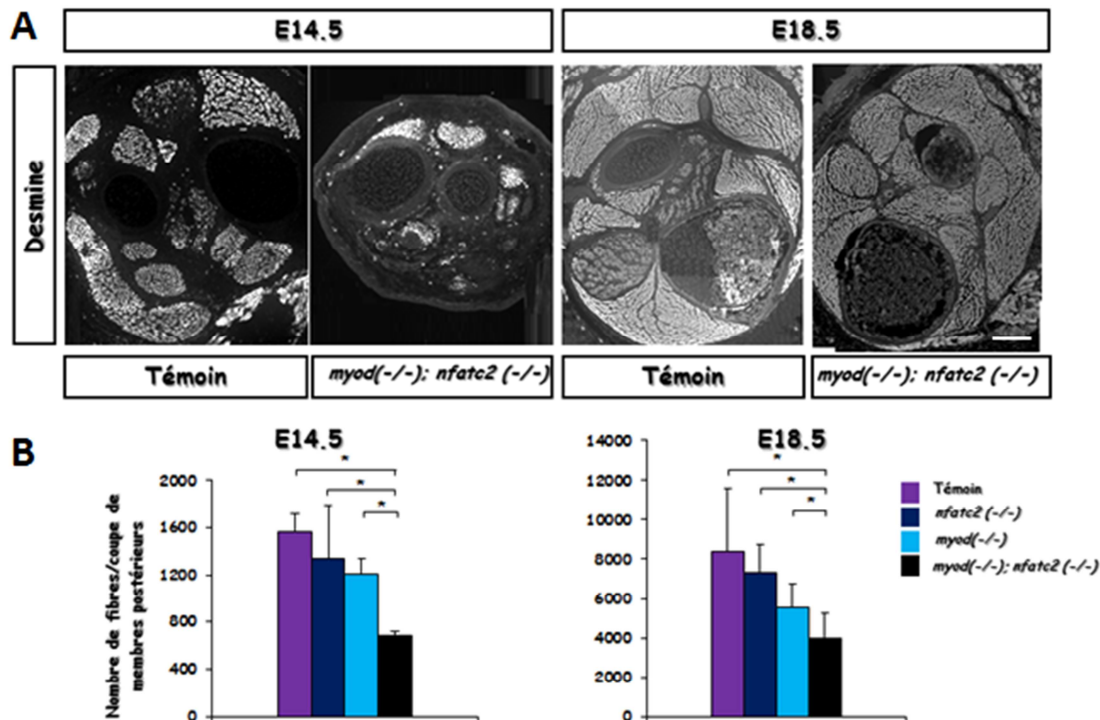 A
E14.5
E18.5
Desmine
Témoin
myod(-/-); nfatc2 (-/-)
Témoin
myod(-/-); nfatc2 (-/-)
B
E14.5
Nombre de fibres/coupe de
membres postérieurs
2000
1600
1200
800
400
0
*
*
*
E18.5
14000
12000
10000
8000
6000
4000
2000
0
*
*
*
Témoin
nfatc2 (-/-)
myod(-/-)
myod(-/-); nfatc2 (-/-)